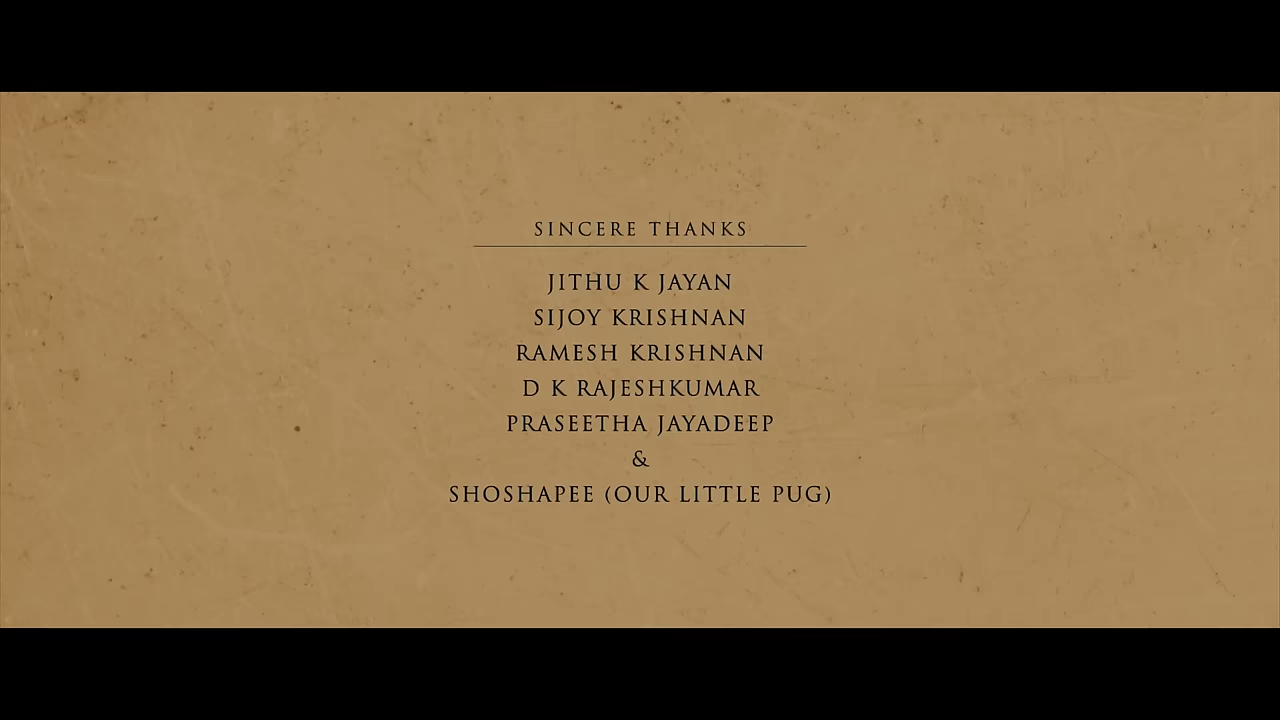 SINCERE THANKS
JITHU K JAYAN
SIJOY KRISHNAN
RAMESH KRISHNAN
D K RAJESHKUMAR
PRASEETHA JAYADEEP
&
SHOSHAPEE (OUR LITTLE PUG)